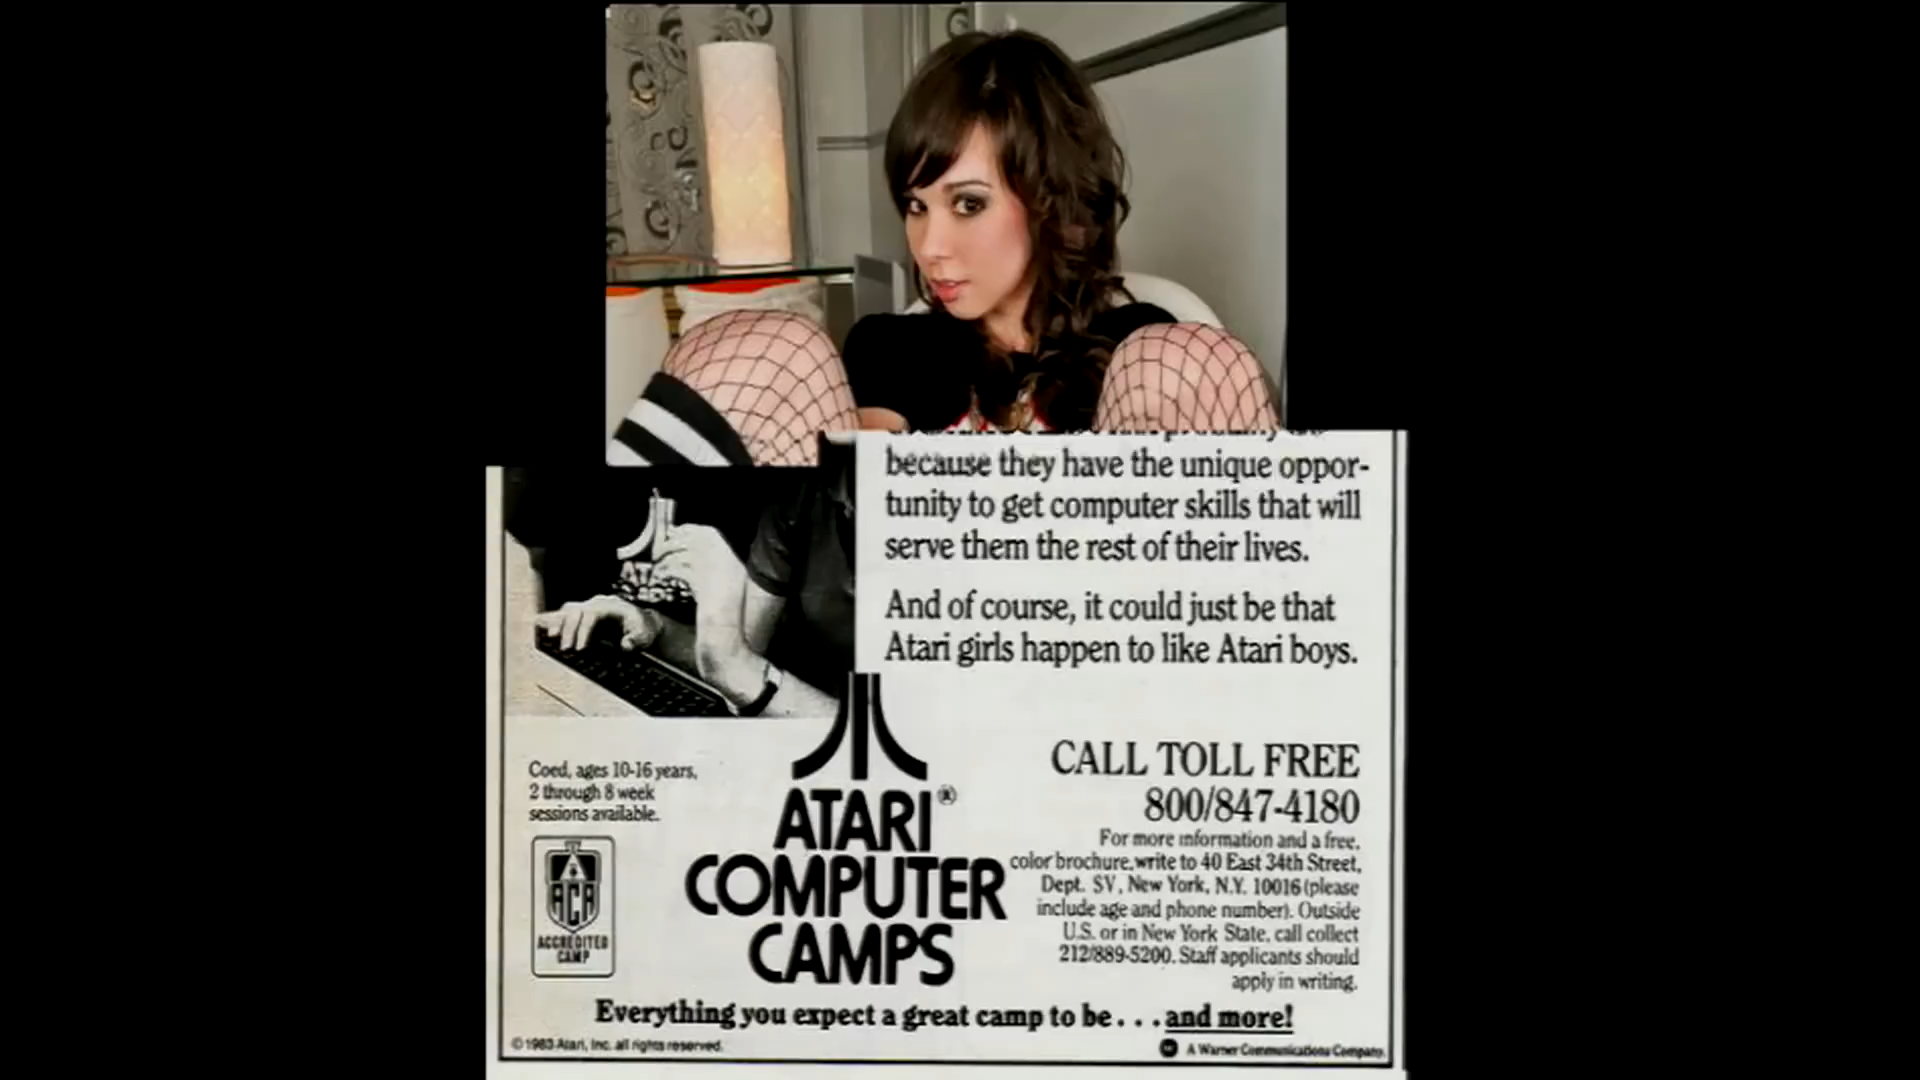 because they have the unique oppor-
tunity to get computer skills that will
serve them the rest of their lives.
And of course, it could just be that
Atari girls happen to like Atari boys.
Coed, ages 10-16 years,
2 through 8 week
sessions available.
A
ACA
ACCREDITED
CAMP
ATARI®
COMPUTER
CAMPS
CALL TOLL FREE
800/847-4180
For more information and a free,
color brochure, write to 40 East 34th Street,
Dept. SV, New York, N.Y. 10016 (please
include age and phone number). Outside
U.S. or in New York State, call collect
212/889-5200. Staff applicants should
apply in writing.
Everything you expect a great camp to be . . . and more!
© 1983 Atari, Inc. all rights reserved.
A Warner Communications Company.